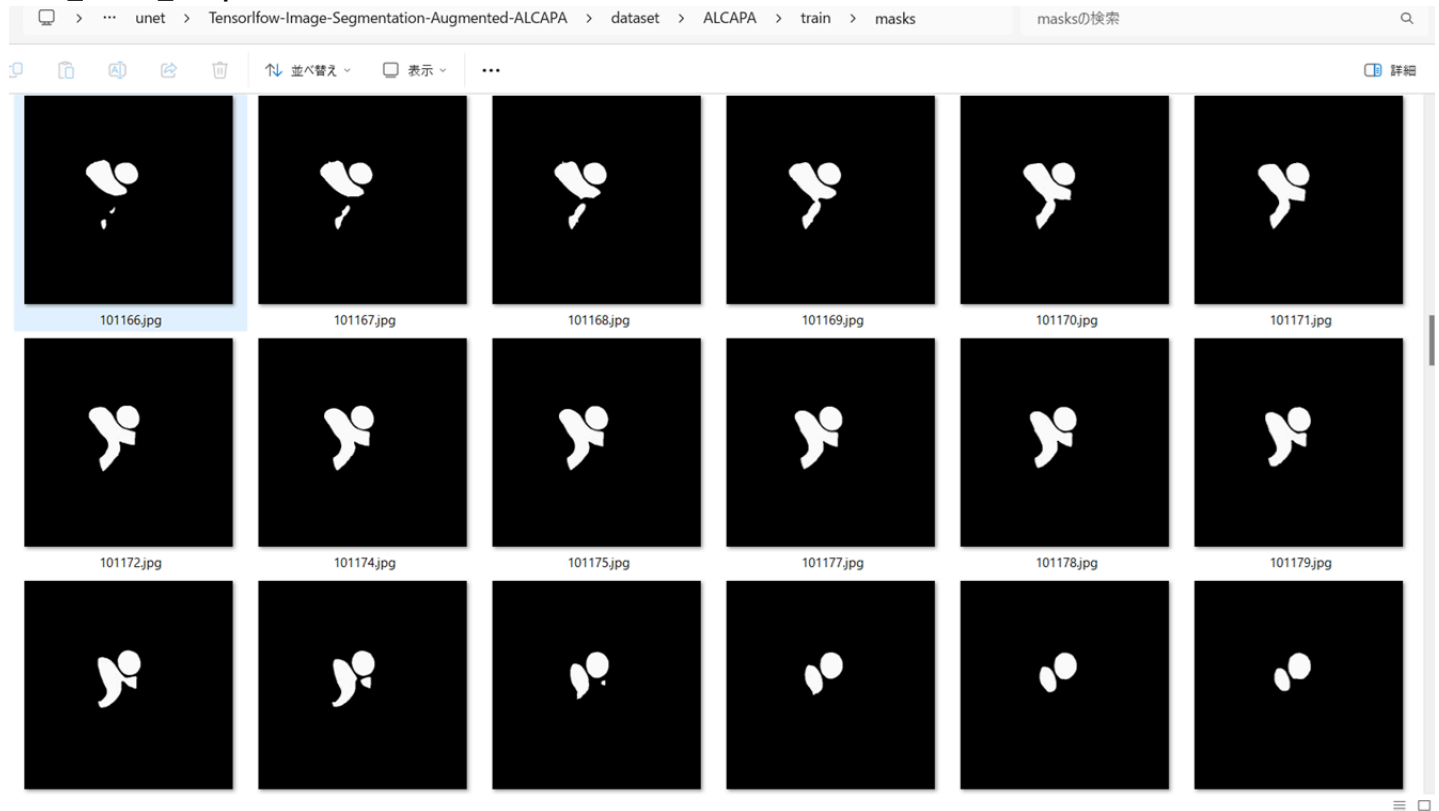 > ··· unet > Tensorlfow-Image-Segmentation-Augmented-ALCAPA > dataset > ALCAPA > train > masks masksの検索
並べ替え 表示 ··· 詳細
101166.jpg 101167.jpg 101168.jpg 101169.jpg 101170.jpg 101171.jpg
101172.jpg 101174.jpg 101175.jpg 101177.jpg 101178.jpg 101179.jpg